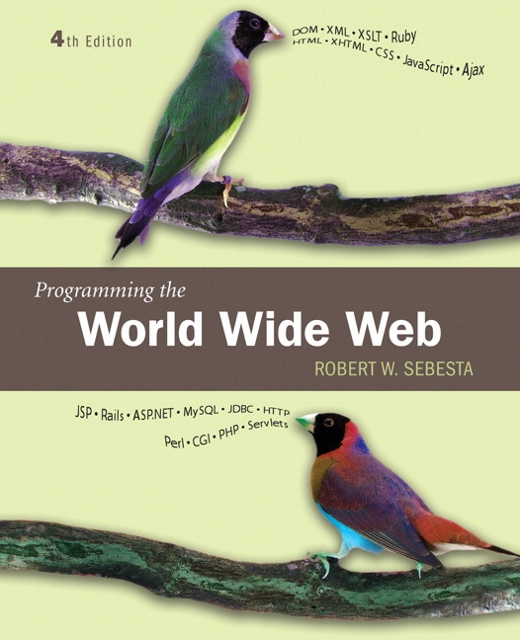 4th Edition
DOM • XML • XSLT • Ruby
HTML • XHTML • CSS • JavaScript • Ajax
Programming the
World Wide Web
ROBERT W. SEBESTA
JSP • Rails • ASP.NET • MySQL • JDBC • HTTP
Perl • CGI • PHP • Servlets